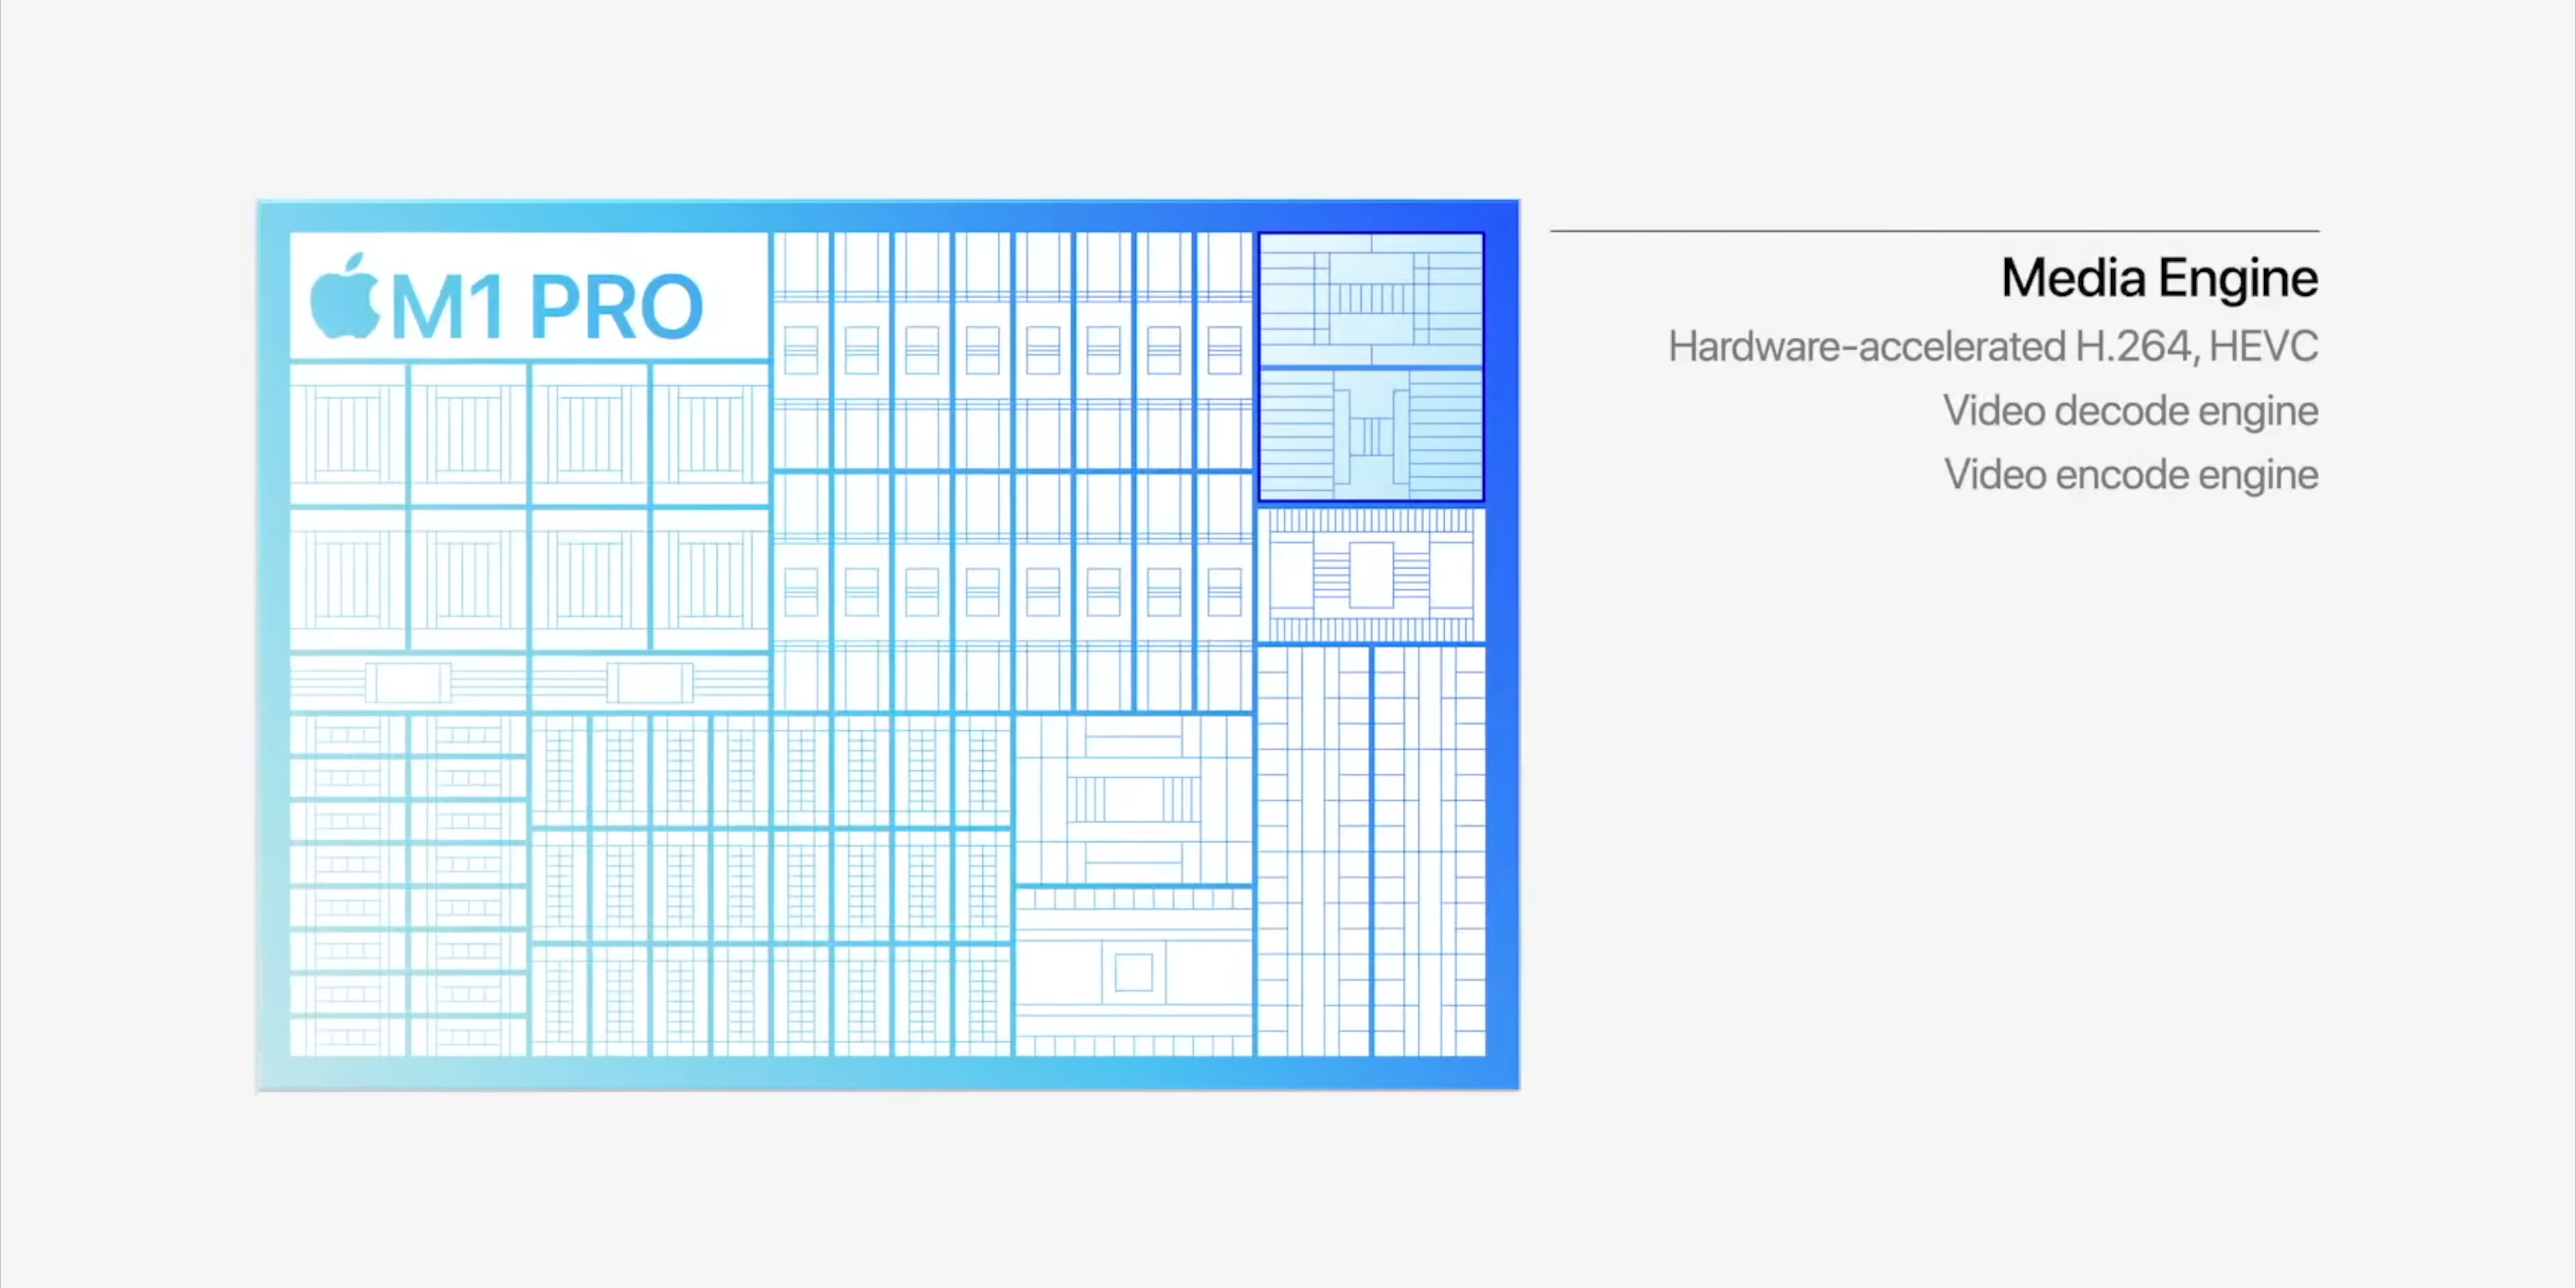 M1 PRO
Media Engine
Hardware-accelerated H.264, HEVC
Video decode engine
Video encode engine